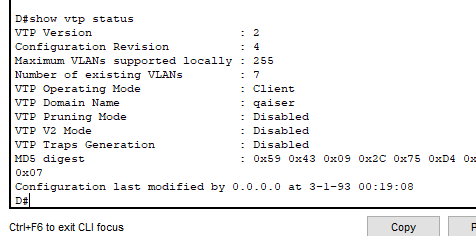 D#show vtp status
VTP Version : 2
Configuration Revision : 4
Maximum VLANs supported locally : 255
Number of existing VLANs : 7
VTP Operating Mode : Client
VTP Domain Name : qaiser
VTP Pruning Mode : Disabled
VTP V2 Mode : Disabled
VTP Traps Generation : Disabled
MD5 digest : 0x59 0x43 0x09 0x2C 0x75 0xD4 0x
0x07
Configuration last modified by 0.0.0.0 at 3-1-93 00:19:08
D#
Ctrl+F6 to exit CLI focus
Copy